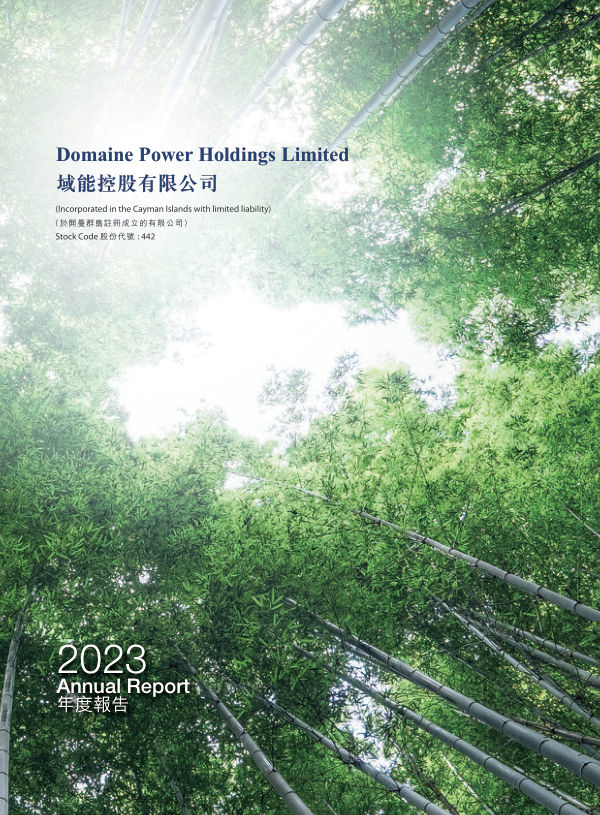 Domaine Power Holdings Limited
域能控股有限公司
(Incorporated in the Cayman Islands with limited liability)
(於開曼群島註冊成立的有限公司)
Stock Code 股份代號 : 442
2023
Annual Report
年度報告